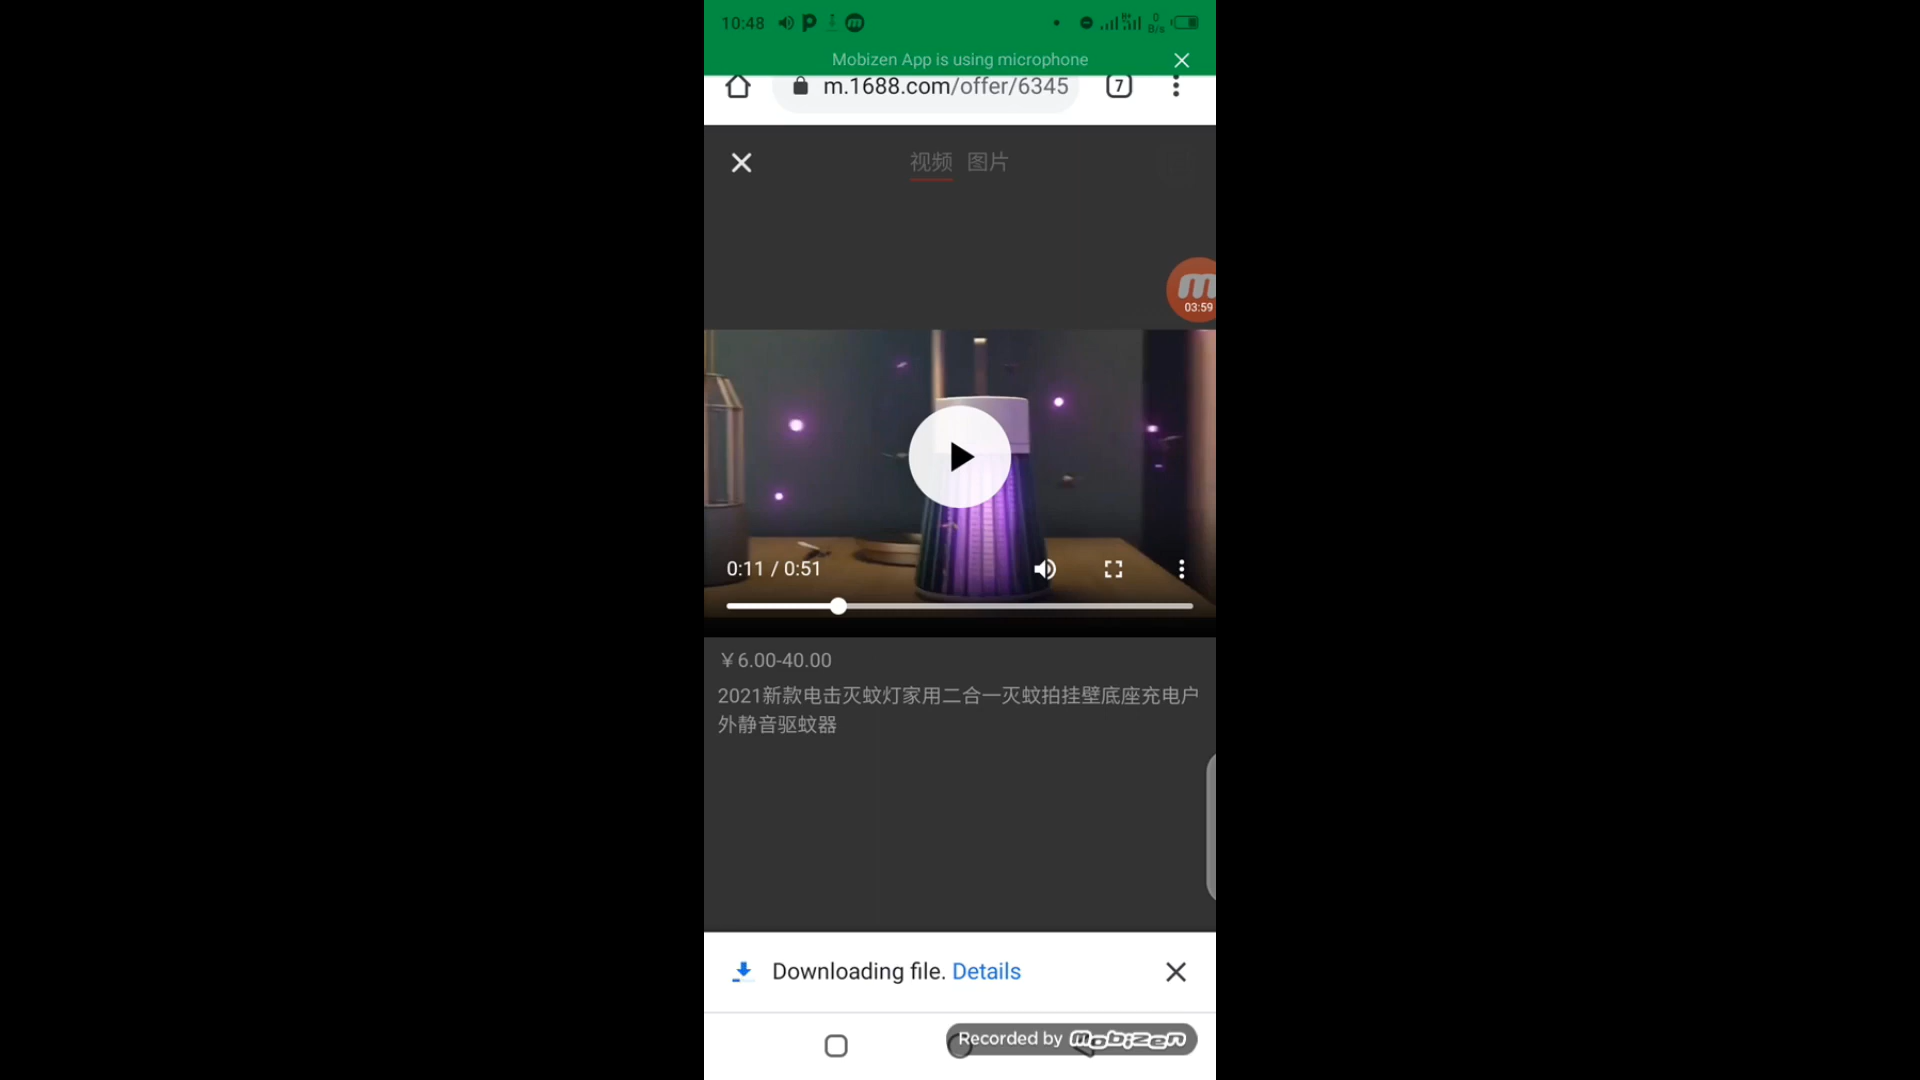 10:48
0
B/s
Mobizen App is using microphone
m.1688.com/offer/6345
7
视频 图片
03:59
0:11 / 0:51
￥6.00-40.00
2021新款电击灭蚊灯家用二合一灭蚊拍挂壁底座充电户
外静音驱蚊器
Downloading file. Details
Recorded by mobizen